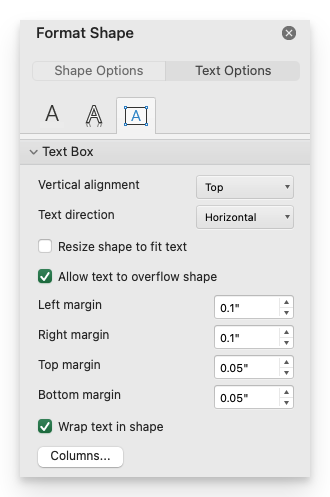 Format Shape
Shape Options Text Options
A A A
Text Box
Vertical alignment Top
Text direction Horizontal
Resize shape to fit text
Allow text to overflow shape
Left margin 0.1"
Right margin 0.1"
Top margin 0.05"
Bottom margin 0.05"
Wrap text in shape
Columns...